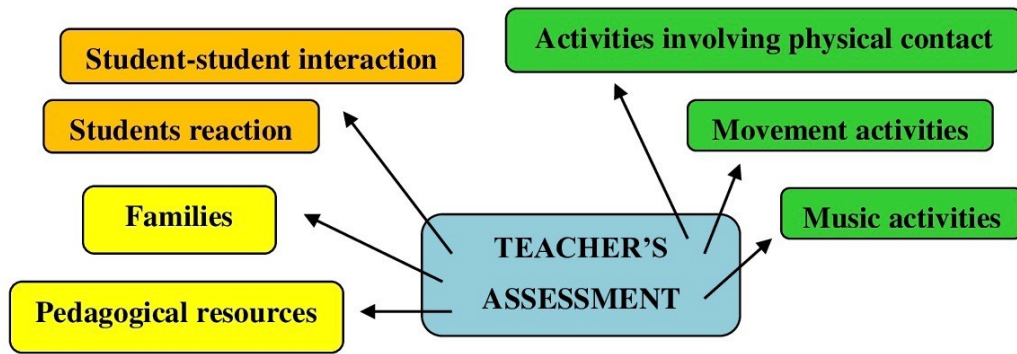 Student-student interaction
Students reaction
Families
Pedagogical resources
Activities involving physical contact
Movement activities
Music activities
TEACHER’S
ASSESSMENT